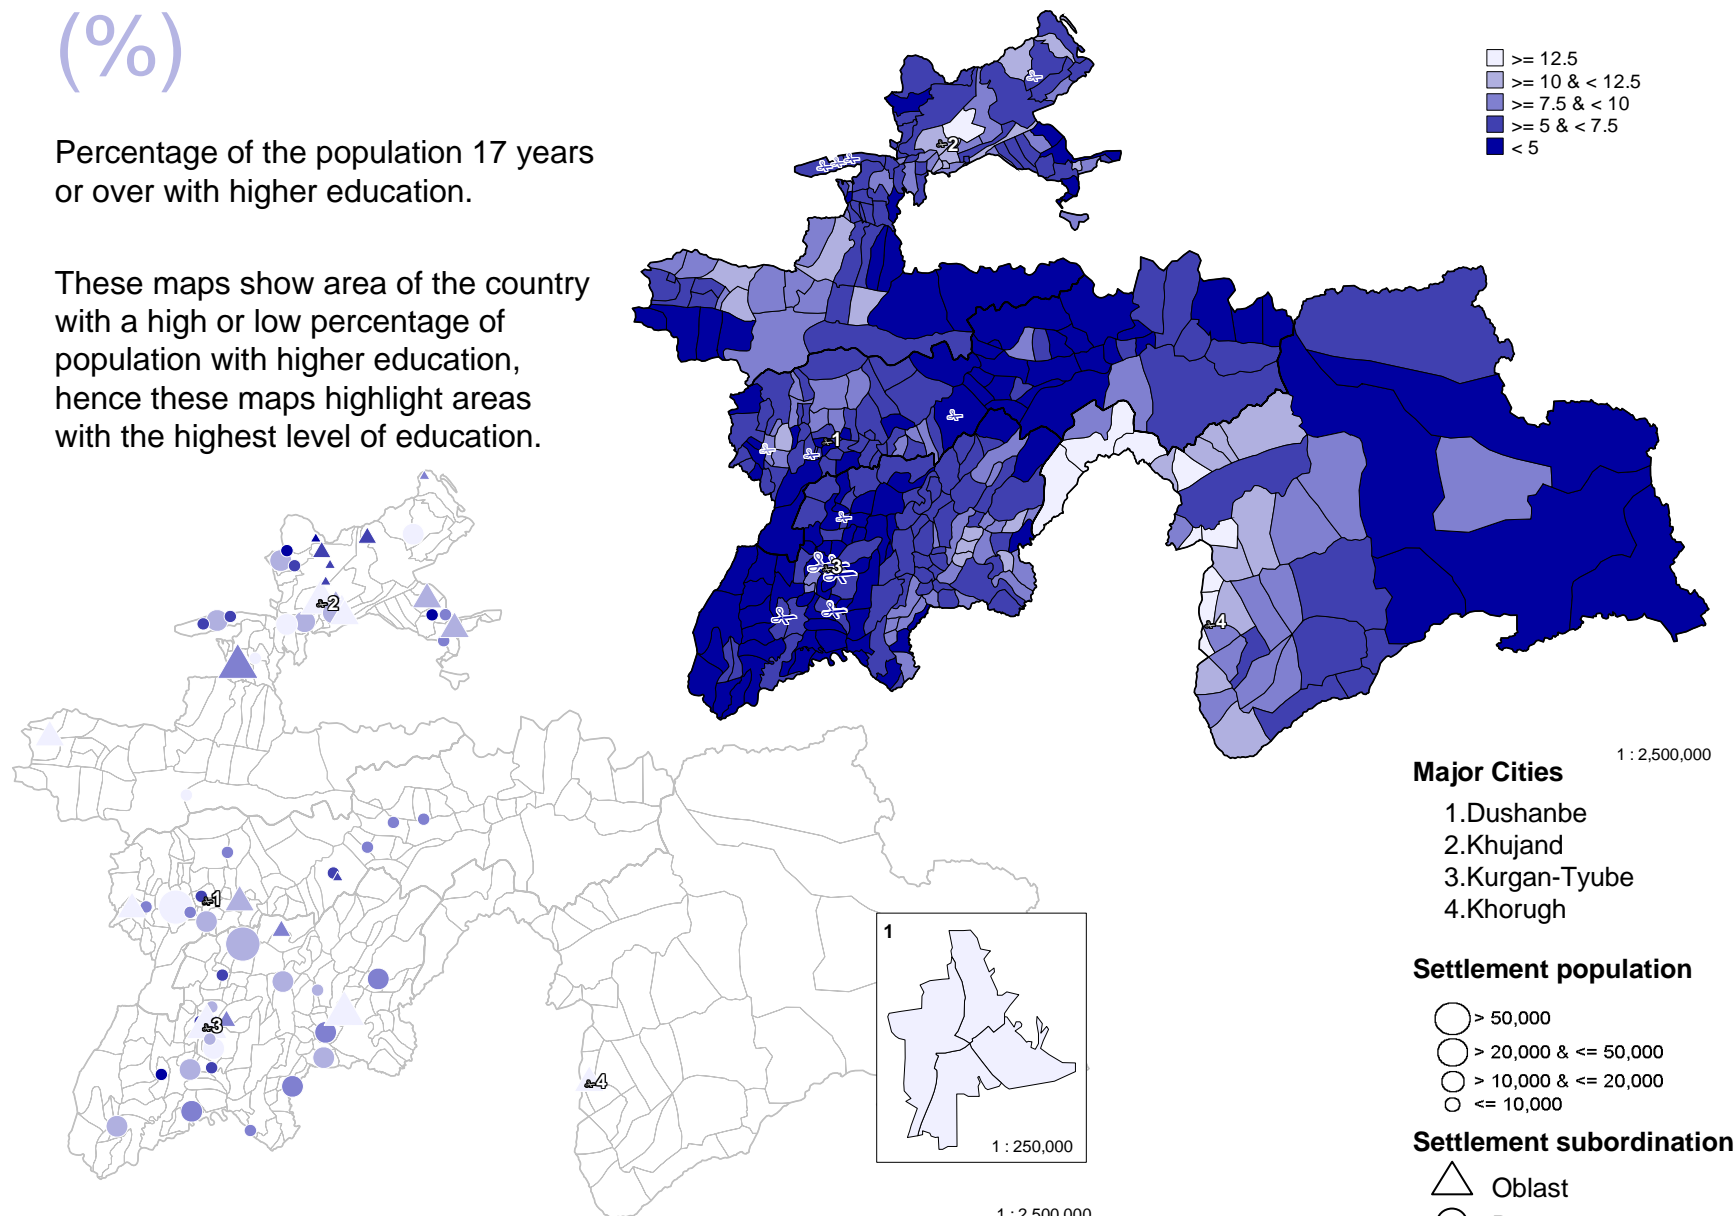 (%)
Percentage of the population 17 years
or over with higher education.
These maps show area of the country
with a high or low percentage of
population with higher education,
hence these maps highlight areas
with the highest level of education.
>= 12.5
>= 10 & < 12.5
>= 7.5 & < 10
>= 5 & < 7.5
< 5
2
1
3
4
1 : 2,500,000
Major Cities
1.Dushanbe
2.Khujand
3.Kurgan-Tyube
4.Khorugh
Settlement population
> 50,000
> 20,000 & <= 50,000
> 10,000 & <= 20,000
<= 10,000
Settlement subordination
Oblast
2
1
3
4
1
1 : 250,000
1 : 2,500,000